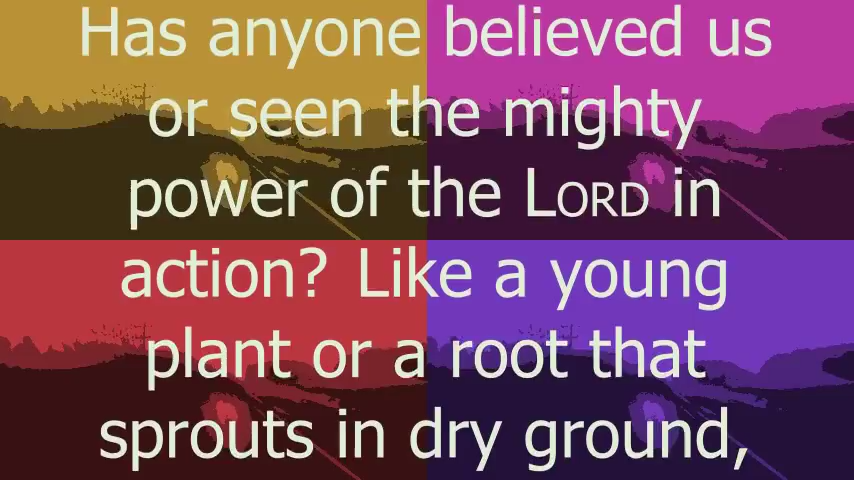 Has anyone believed us
or seen the mighty
power of the LORD in
action? Like a young
plant or a root that
sprouts in dry ground,